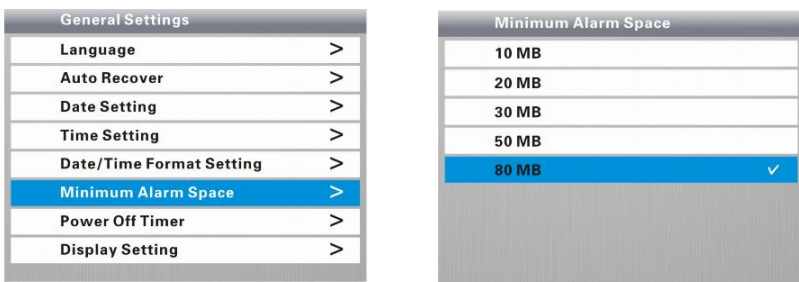 General Settings
Language >
Auto Recover >
Date Setting >
Time Setting >
Date/Time Format Setting >
Minimum Alarm Space >
Power Off Timer >
Display Setting >
Minimum Alarm Space
10 MB
20 MB
30 MB
50 MB
80 MB ✓